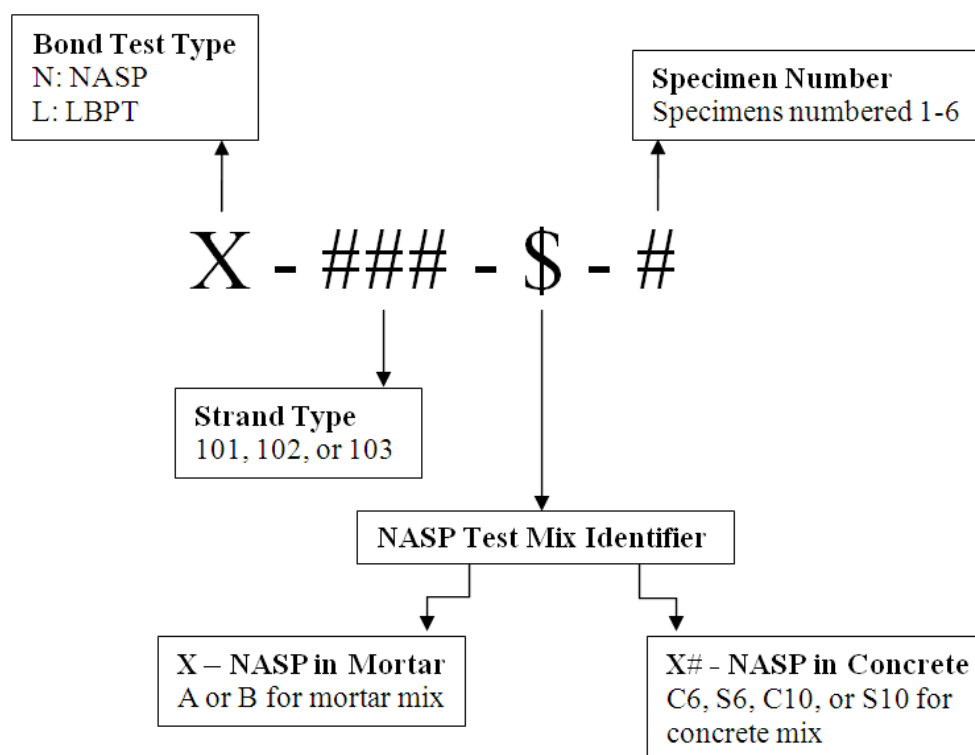 Bond Test Type
N: NASP
L: LBPT
Specimen Number
Specimens numbered 1-6
X - ### - $ - #
Strand Type
101, 102, or 103
NASP Test Mix Identifier
X – NASP in Mortar
A or B for mortar mix
X# - NASP in Concrete
C6, S6, C10, or S10 for
concrete mix